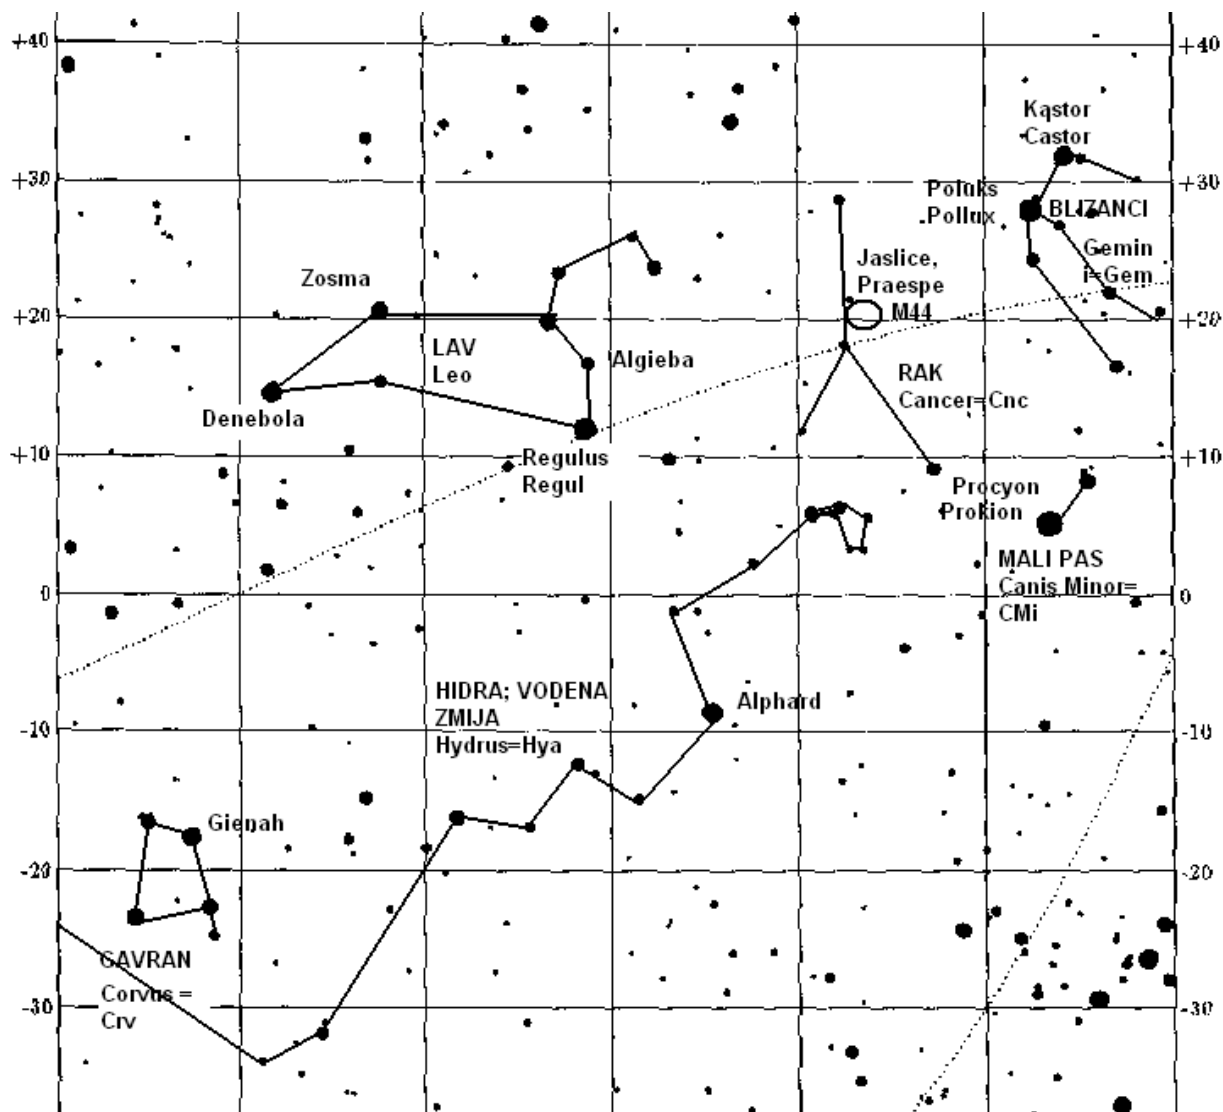 +40
+40
Kąstor
Castor
+30
+30
Poluks
Pollux
BLIZANCI
Gemin
i=Gem
Jaslice,
Praespe
M44
Zosma
+20
+20
LAV
Leo
Algieba
RAK
Cancer=Cnc
Denebola
+10
+10
Regulus
Regul
Procyon
Prokion
MALI PAS
Canis Minor=
CMi
0
0
HIDRA; VODENA
ZMIJA
Hydrus=Hya
Alphard
-10
-10
Gienah
-20
-20
GAVRAN
Corvus =
Crv
-30
-30